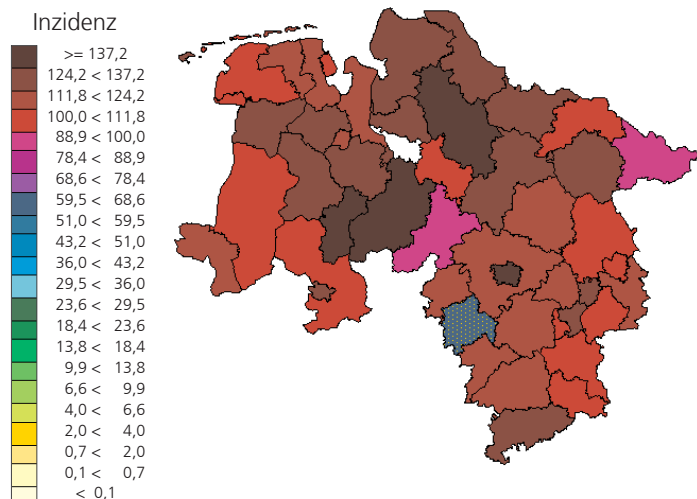 Inzidenz
>= 137,2
124,2 < 137,2
111,8 < 124,2
100,0 < 111,8
88,9 < 100,0
78,4 < 88,9
68,6 < 78,4
59,5 < 68,6
51,0 < 59,5
43,2 < 51,0
36,0 < 43,2
29,5 < 36,0
23,6 < 29,5
18,4 < 23,6
13,8 < 18,4
9,9 < 13,8
6,6 < 9,9
4,0 < 6,6
2,0 < 4,0
0,7 < 2,0
0,1 < 0,7
< 0,1